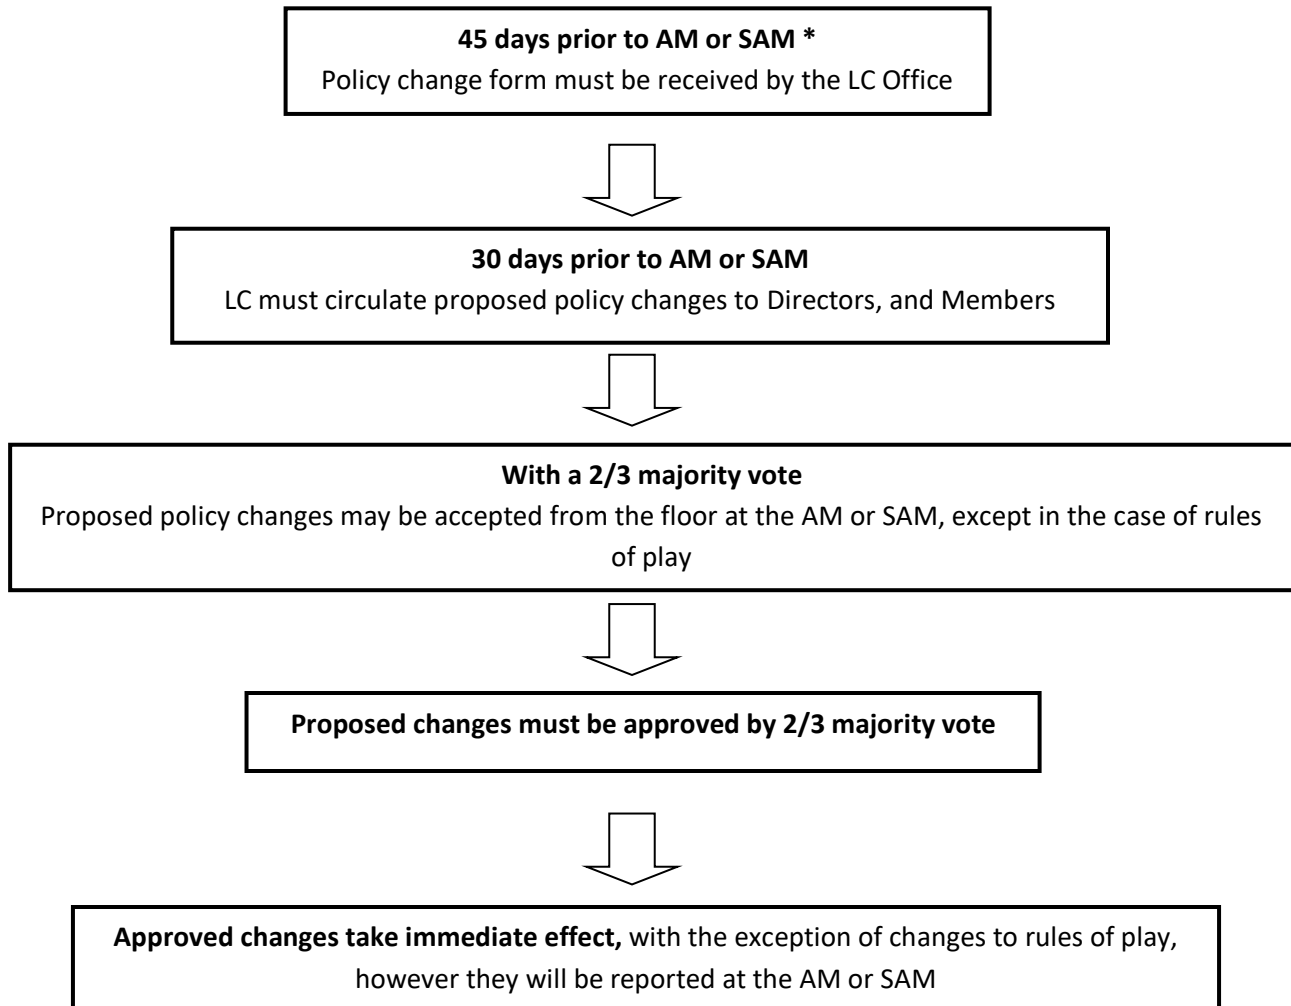 45 days prior to AM or SAM *
Policy change form must be received by the LC Office
30 days prior to AM or SAM
LC must circulate proposed policy changes to Directors, and Members
With a 2/3 majority vote
Proposed policy changes may be accepted from the floor at the AM or SAM, except in the case of rules
of play
Proposed changes must be approved by 2/3 majority vote
Approved changes take immediate effect, with the exception of changes to rules of play,
however they will be reported at the AM or SAM